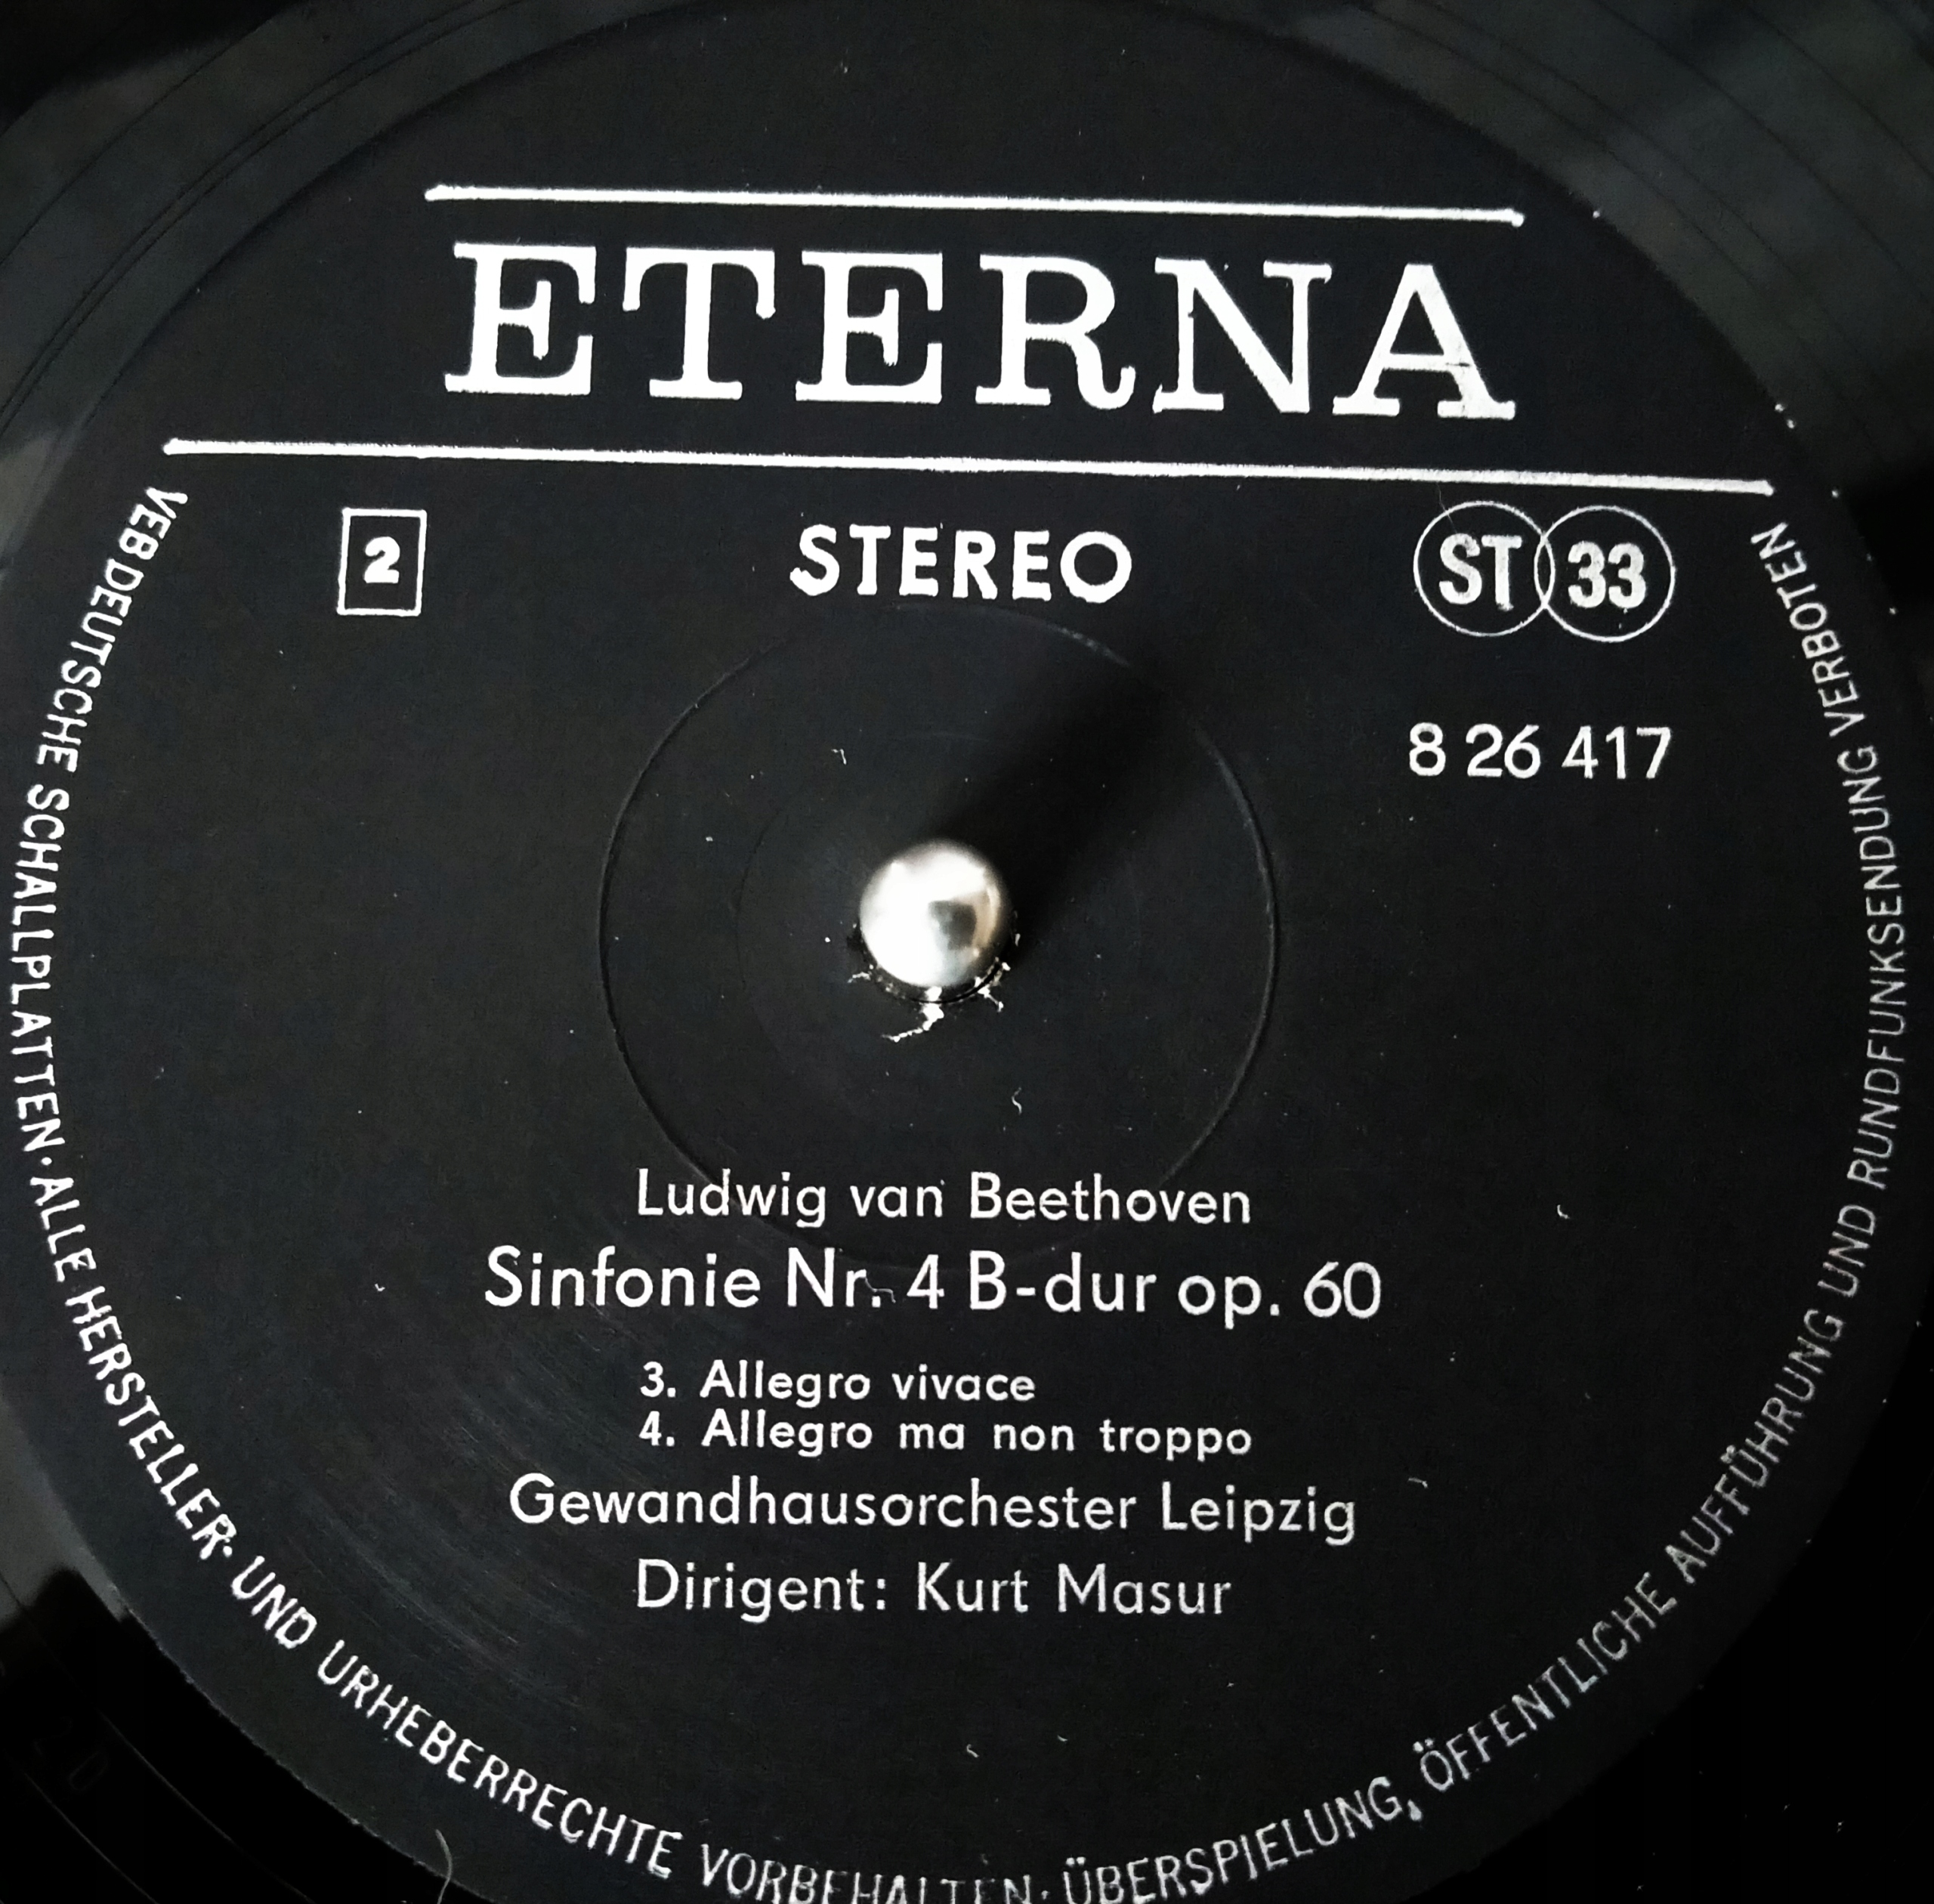 ETERNA
2 STEREO ST 33
8 26 417
Ludwig van Beethoven
Sinfonie Nr. 4 B-dur op. 60
3. Allegro vivace
4. Allegro ma non troppo
Gewandhausorchester Leipzig
Dirigent: Kurt Masur
VEB DEUTSCHE SCHALLPLATTEN · ALLE HERSTELLER- UND URHEBERRECHTE VORBEHALTEN · ÜBERSPIELUNG, ÖFFENTLICHE AUFFÜHRUNG UND RUNDFUNKSENDUNG VERBOTEN